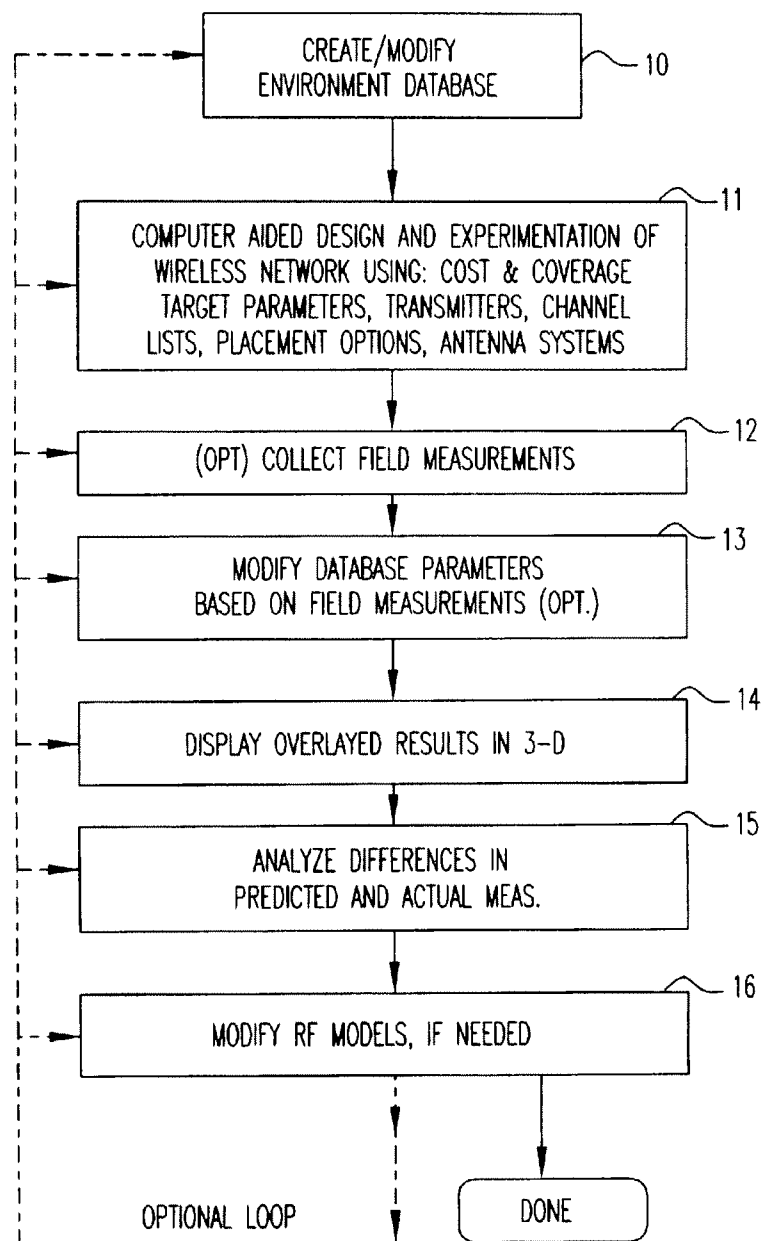 CREATE/MODIFY
ENVIRONMENT DATABASE
10
11
COMPUTER AIDED DESIGN AND EXPERIMENTATION OF
WIRELESS NETWORK USING: COST & COVERAGE
TARGET PARAMETERS, TRANSMITTERS, CHANNEL
LISTS, PLACEMENT OPTIONS, ANTENNA SYSTEMS
12
(OPT) COLLECT FIELD MEASUREMENTS
13
MODIFY DATABASE PARAMETERS
BASED ON FIELD MEASUREMENTS (OPT.)
14
DISPLAY OVERLAYED RESULTS IN 3-D
15
ANALYZE DIFFERENCES IN
PREDICTED AND ACTUAL MEAS.
16
MODIFY RF MODELS, IF NEEDED
OPTIONAL LOOP
DONE